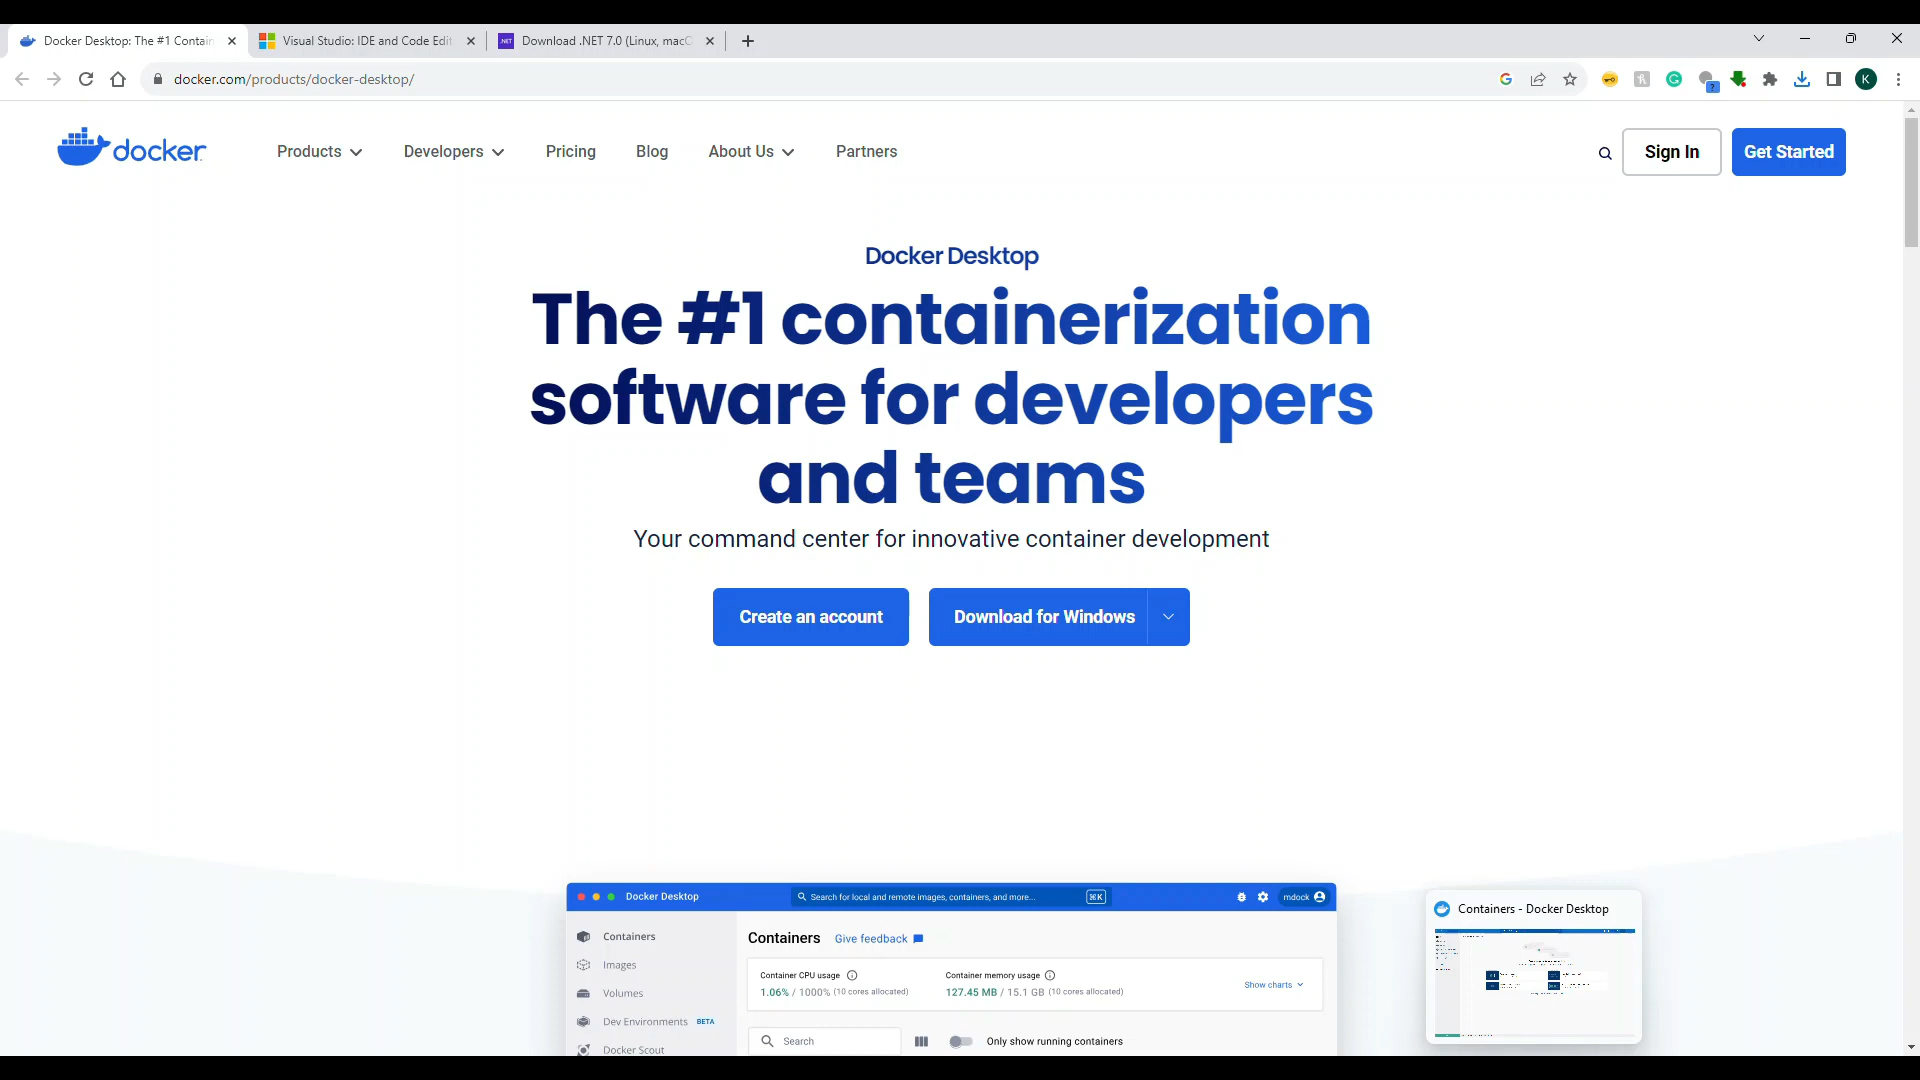 Docker Desktop: The #1 Contain
Visual Studio: IDE and Code Edit
.NET
Download .NET 7.0 (Linux, macO
docker.com/products/docker-desktop/
K
docker
Products
Developers
Pricing
Blog
About Us
Partners
Sign In
Get Started
Docker Desktop
The #1 containerization
software for developers
and teams
Your command center for innovative container development
Create an account
Download for Windows
Docker Desktop
Search for local and remote images, containers, and more...
⌘K
mdock
Containers
Images
Volumes
Dev Environments BETA
Docker Scout
Containers
Give feedback
Container CPU usage
1.06% / 1000% (10 cores allocated)
Container memory usage
127.45 MB / 15.1 GB (10 cores allocated)
Show charts
Search
Only show running containers
Containers - Docker Desktop